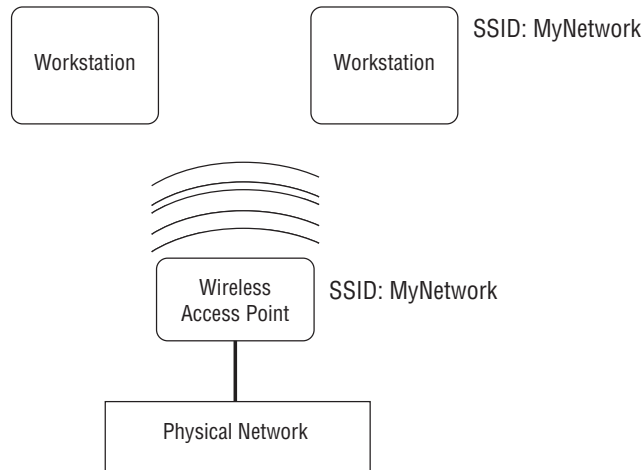 Workstation
Workstation
SSID: MyNetwork
Wireless
Access Point
SSID: MyNetwork
Physical Network